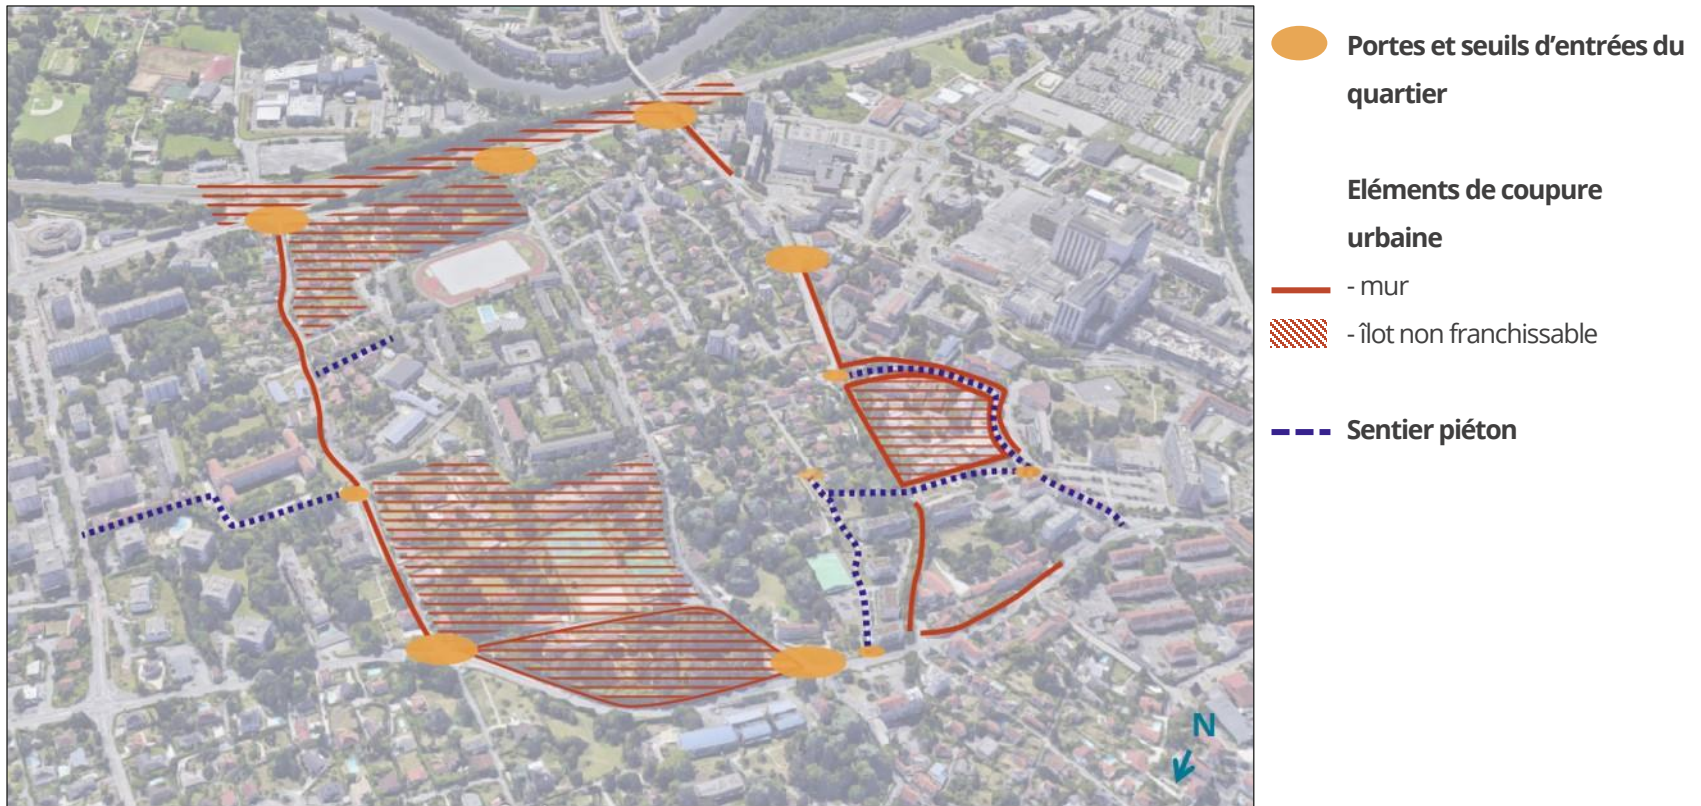 Portes et seuils d’entrées du
quartier
Eléments de coupure
urbaine
- mur
- îlot non franchissable
Sentier piéton
N